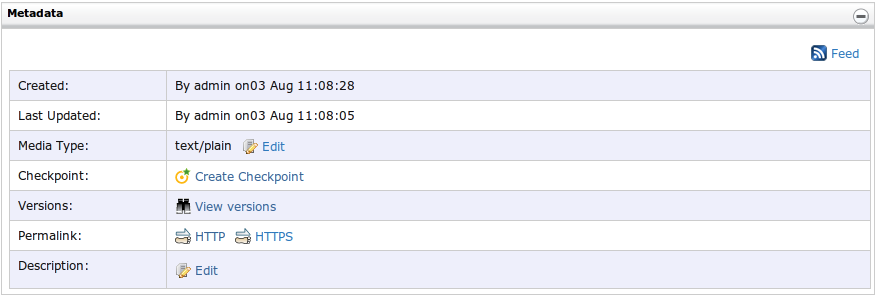 Metadata
Feed
Created: By admin on03 Aug 11:08:28
Last Updated: By admin on03 Aug 11:08:05
Media Type: text/plain Edit
Checkpoint: Create Checkpoint
Versions: View versions
Permalink: HTTP HTTPS
Description: Edit